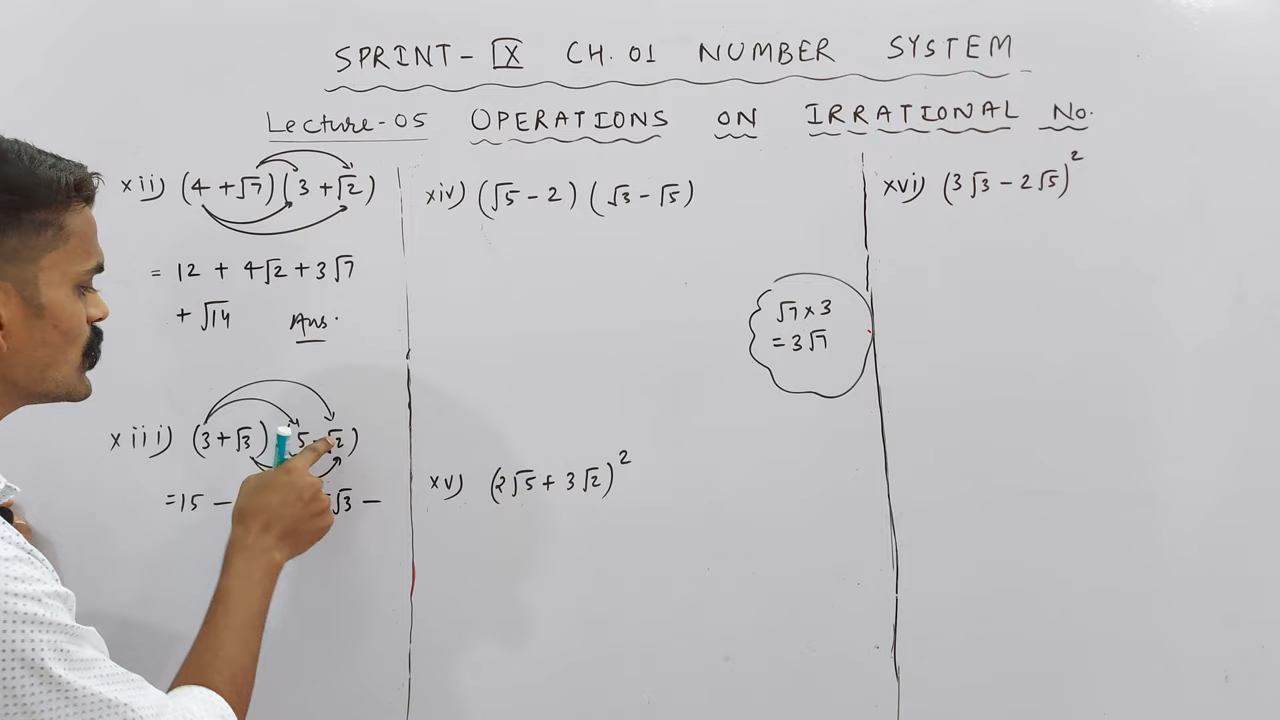 SPRINT- IX CH. 01 NUMBER SYSTEM
Lecture-05 OPERATIONS ON IRRATIONAL No.
xii) (4 + √7)(3 + √2)
= 12 + 4√2 + 3√7
+ √14 Ans.
xiii) (3 + √3) 5 - √2)
= 15 - √3 -
xiv) (√5 - 2) (√3 - √5)
√7 × 3
= 3√7
xv) (2√5 + 3√2)²
xvi) (3√3 - 2√5)²